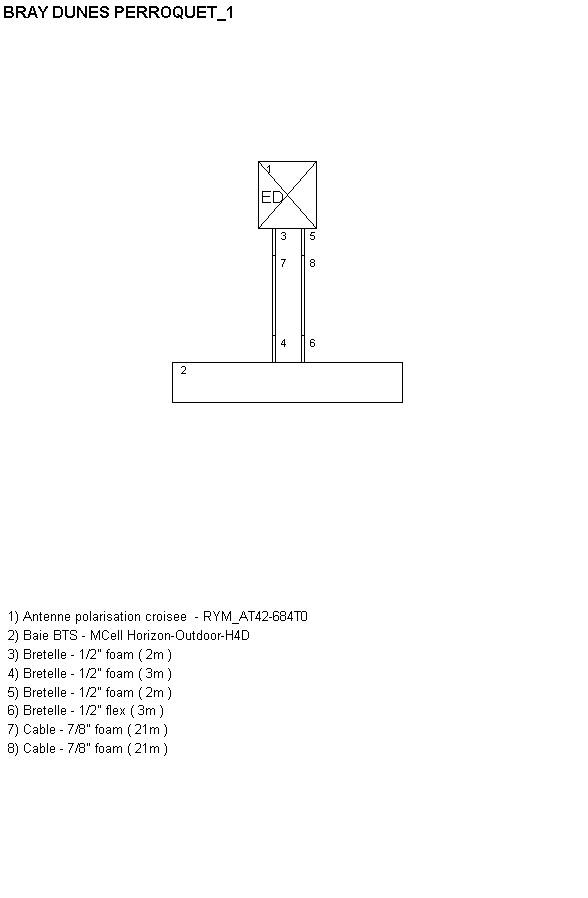 BRAY DUNES PERROQUET_1
1
ED
3 5
7 8
4 6
2
1) Antenne polarisation croisee - RYM_AT42-684T0
2) Baie BTS - MCell Horizon-Outdoor-H4D
3) Bretelle - 1/2" foam ( 2m )
4) Bretelle - 1/2" foam ( 3m )
5) Bretelle - 1/2" foam ( 2m )
6) Bretelle - 1/2" flex ( 3m )
7) Cable - 7/8" foam ( 21m )
8) Cable - 7/8" foam ( 21m )